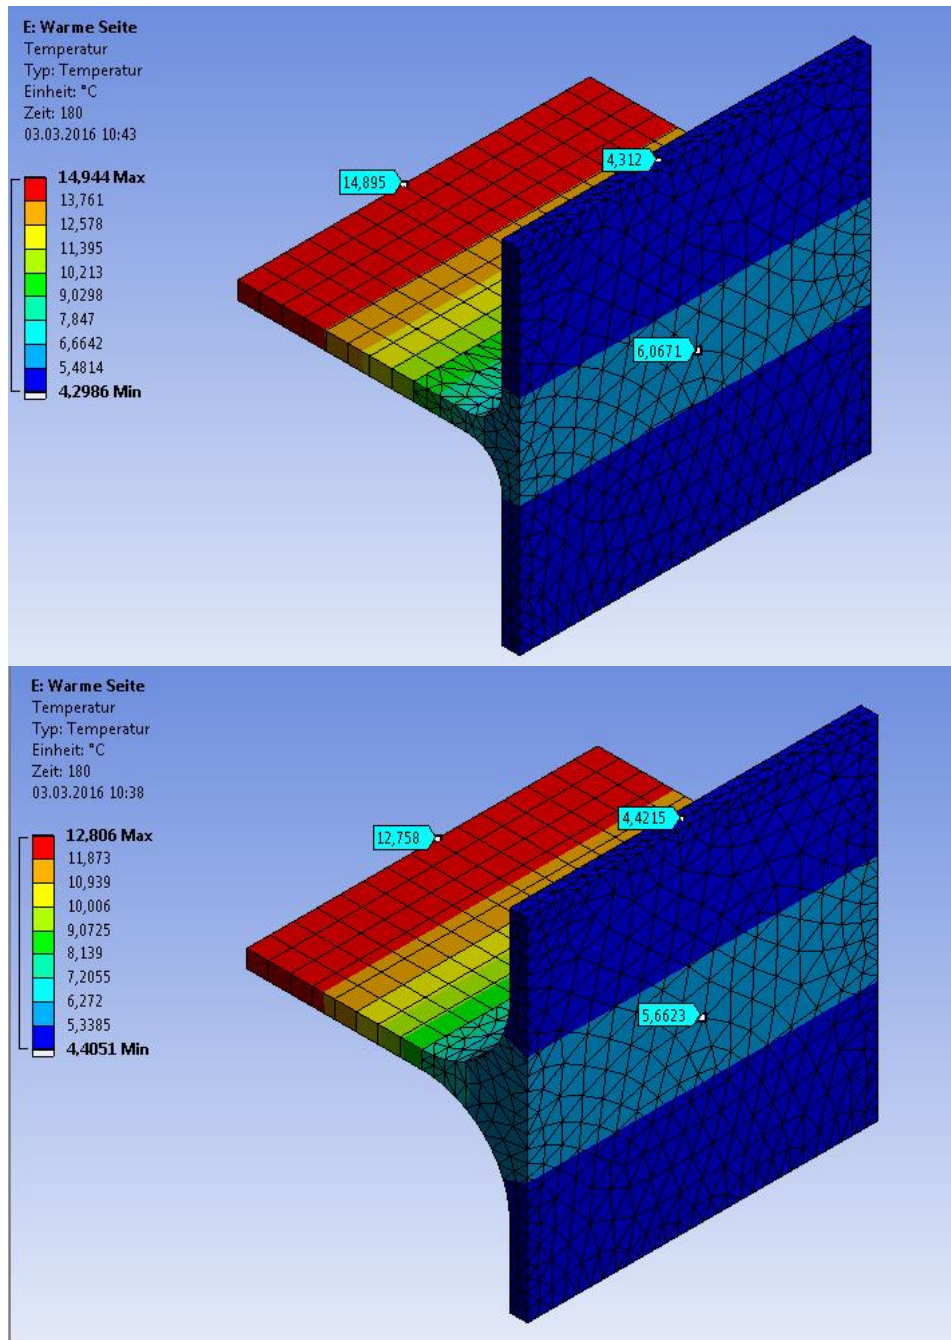 E: Warme Seite
Temperatur
Typ: Temperatur
Einheit: °C
Zeit: 180
03.03.2016 10:43
14,944 Max
13,761
12,578
11,395
10,213
9,0298
7,847
6,6642
5,4814
4,2986 Min
14,895
4,312
6,0671
E: Warme Seite
Temperatur
Typ: Temperatur
Einheit: °C
Zeit: 180
03.03.2016 10:38
12,806 Max
11,873
10,939
10,006
9,0725
8,139
7,2055
6,272
5,3385
4,4051 Min
12,758
4,4215
5,6623